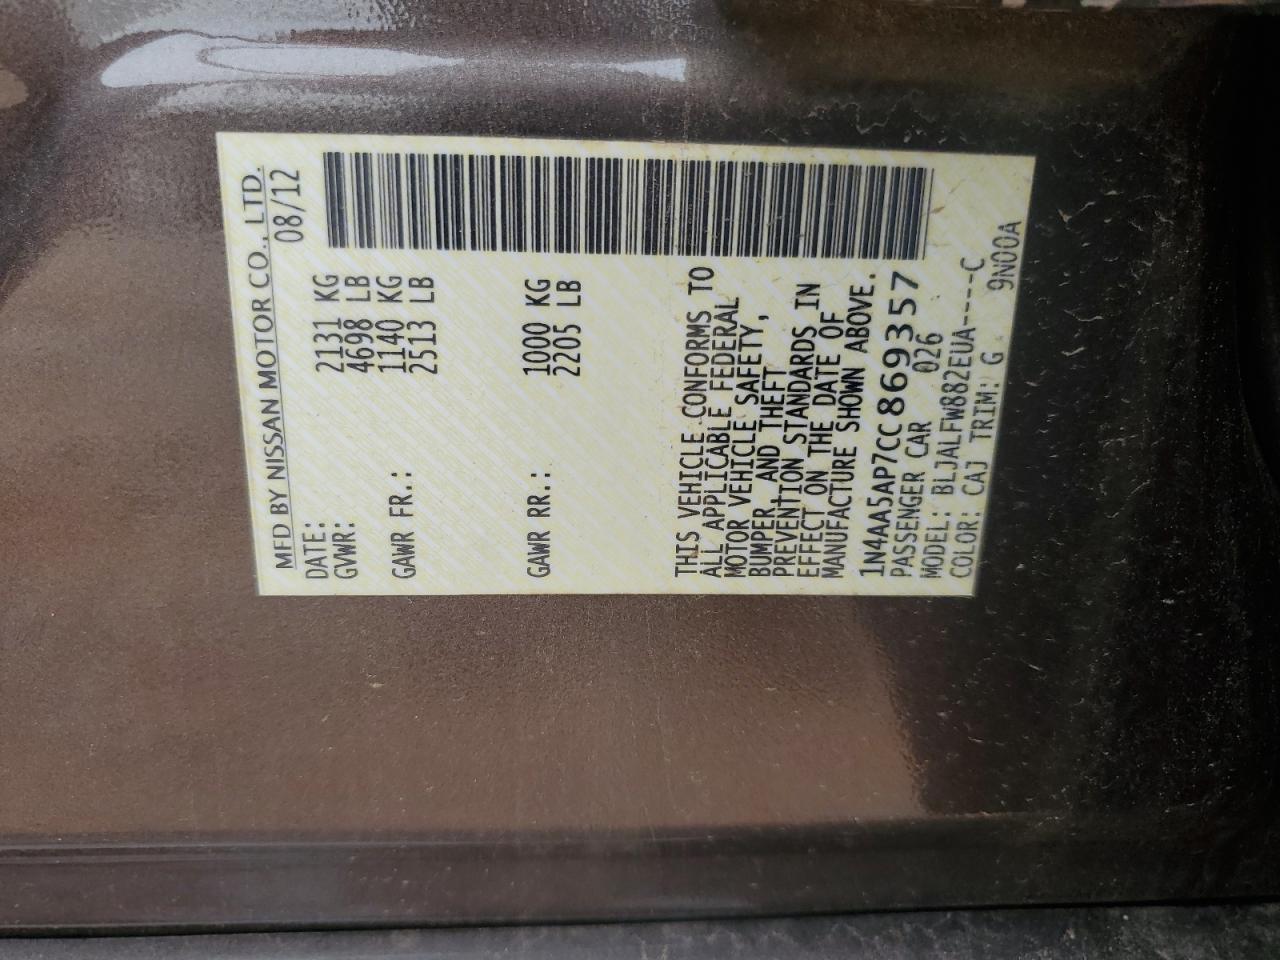 MFD BY NISSAN MOTOR CO., LTD.
DATE: 08/12
GVWR: 2131 KG
4698 LB
GAWR FR.: 1140 KG
2513 LB
GAWR RR.: 1000 KG
2205 LB
THIS VEHICLE CONFORMS TO
ALL APPLICABLE FEDERAL
MOTOR VEHICLE SAFETY,
BUMPER, AND THEFT
PREVENTION STANDARDS IN
EFFECT ON THE DATE OF
MANUFACTURE SHOWN ABOVE.
1N4AA5AP7CC869357
PASSENGER CAR 026
MODEL: BLJALFW882EUA----C
COLOR: CAJ TRIM: G 9N00A